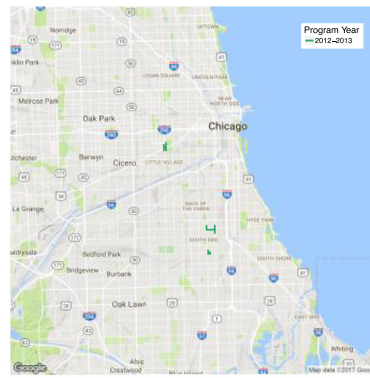 Program Year
2012–2013
UPTOWN
Norridge
nklin Park
LOGAN SQUARE
LINCOLN PARK
Melrose Park
NEAR
NORTH SIDE
Oak Park
Chicago
Berwyn
Cicero
LITTLE VILLAGE
La Grange
BACK OF
THE YARDS
HYDE PARK
SOUTH SIDE
Bedford Park
SOUTH SHORE
Bridgeview
Burbank
Oak Lawn
EAST SIDE
Whiting
Alsip
Crestwood
Google
Map data ©2017 Goo